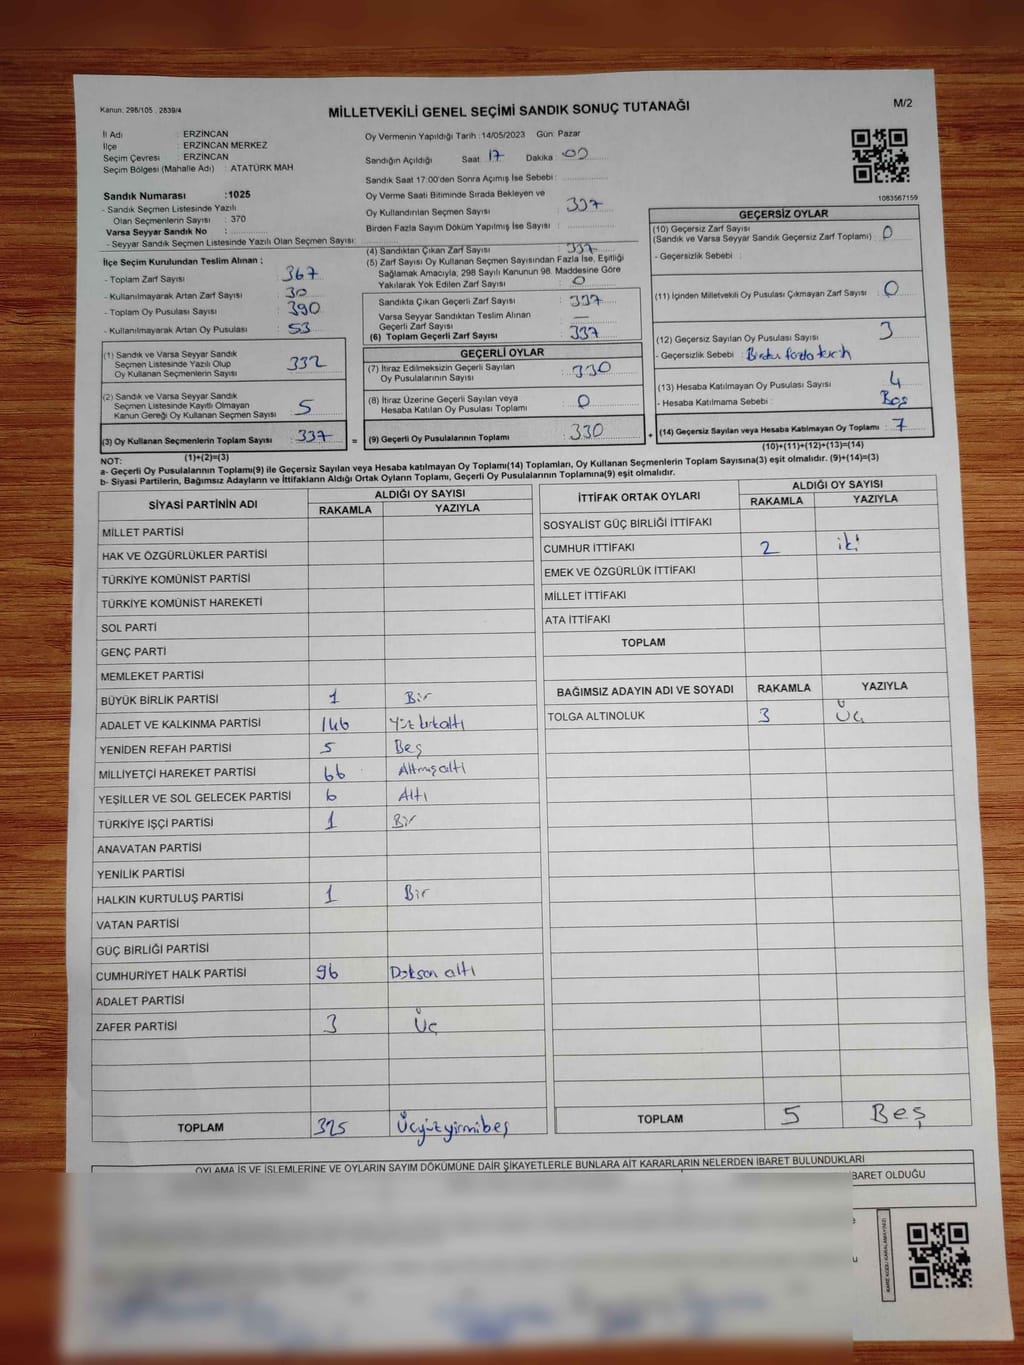 Kanun: 298/105 . 2839/4
MİLLETVEKİLİ GENEL SEÇİMİ SANDIK SONUÇ TUTANAĞI
M/2
İl Adı : ERZİNCAN
İlçe : ERZİNCAN MERKEZ
Seçim Çevresi : ERZİNCAN
Seçim Bölgesi (Mahalle Adı) : ATATÜRK MAH
Oy Vermenin Yapıldığı Tarih : 14/05/2023 Gün: Pazar
Sandığın Açıldığı Saat 17 Dakika 00
Sandık Saat 17:00'den Sonra Açımış İse Sebebi :
Sandık Numarası : 1025
- Sandık Seçmen Listesinde Yazılı
Olan Seçmenlerin Sayısı : 370
Varsa Seyyar Sandık No :
- Seyyar Sandık Seçmen Listesinde Yazılı Olan Seçmen Sayısı:
Oy Verme Saati Bitiminde Sırada Bekleyen ve
Oy Kullandırılan Seçmen Sayısı : 337
Birden Fazla Sayım Döküm Yapılmış İse Sayısı :
1083567159
İlçe Seçim Kurulundan Teslim Alınan ;
- Toplam Zarf Sayısı : 367
- Kullanılmayarak Artan Zarf Sayısı : 30
- Toplam Oy Pusulası : 390
- Kullanılmayarak Artan Oy Pusulası : 53
(1) Sandık ve Varsa Seyyar Sandık
Seçmen Listesinde Yazılı Olup
Oy Kullanan Seçmenlerin Sayısı : 332
(2) Sandık ve Varsa Seyyar Sandık
Seçmen Listesinde Kayıtlı Olmayan
Kanun Gereği Oy Kullanan Seçmen Sayısı : 5
(3) Oy Kullanan Seçmenlerin Toplam Sayısı : 337
(1)+(2)=(3)
(4) Sandıktan Çıkan Zarf Sayısı : 337
(5) Zarf Sayısı Oy Kullanan Seçmen Sayısından Fazla İse, Eşitliği
Sağlamak Amacıyla, 298 Sayılı Kanunun 98. Maddesine Göre
Yakılarak Yok Edilen Zarf Sayısı : 0
Sandıkta Çıkan Geçerli Zarf Sayısı : 337
Varsa Seyyar Sandıktan Teslim Alınan
Geçerli Zarf Sayısı : —
(6) Toplam Geçerli Zarf Sayısı : 337
GEÇERLİ OYLAR
(7) İtiraz Edilmeksizin Geçerli Sayılan
Oy Pusulalarının Sayısı : 330
(8) İtiraz Üzerine Geçerli Sayılan veya
Hesaba Katılan Oy Pusulası Toplamı : 0
= (9) Geçerli Oy Pusulalarının Toplamı : 330
GEÇERSİZ OYLAR
(10) Geçersiz Zarf Sayısı
(Sandık ve Varsa Seyyar Sandık Geçersiz Zarf Toplamı) : 0
- Geçersizlik Sebebi :
(11) İçinden Milletvekili Oy Pusulası Çıkmayan Zarf Sayısı : 0
(12) Geçersiz Sayılan Oy Pusulası Sayısı : 3
- Geçersizlik Sebebi : fazla
(13) Hesaba Katılmayan Oy Pusulası Sayısı : 4
- Hesaba Katılmama Sebebi : Boş
+ (14) Geçersiz Sayılan veya Hesaba Katılmayan Oy Toplamı : 7
(10)+(11)+(12)+(13)=(14)
NOT:
a- Geçerli Oy Pusulalarının Toplamı(9) ile Geçersiz Sayılan veya Hesaba katılmayan Oy Toplamı(14) Toplamları, Oy Kullanan Seçmenlerin Toplam Sayısına(3) eşit olmalıdır. (9)+(14)=(3)
b- Siyasi Partilerin, Bağımsız Adayların ve İttifakların Aldığı Ortak Oyların Toplamı, Geçerli Oy Pusulalarının Toplamına(9) eşit olmalıdır.
SİYASİ PARTİNİN ADI ALDIĞI OY SAYISI
RAKAMLA YAZIYLA
MİLLET PARTİSİ
HAK VE ÖZGÜRLÜKLER PARTİSİ
TÜRKİYE KOMÜNİST PARTİSİ
TÜRKİYE KOMÜNİST HAREKETİ
SOL PARTİ
GENÇ PARTİ
MEMLEKET PARTİSİ
BÜYÜK BİRLİK PARTİSİ 1 Bir
ADALET VE KALKINMA PARTİSİ 146 Yüz kırkaltı
YENİDEN REFAH PARTİSİ 5 Beş
MİLLİYETÇİ HAREKET PARTİSİ 66 Altmışaltı
YEŞİLLER VE SOL GELECEK PARTİSİ 6 Altı
TÜRKİYE İŞÇİ PARTİSİ 1 Bir
ANAVATAN PARTİSİ
YENİLİK PARTİSİ
HALKIN KURTULUŞ PARTİSİ 1 Bir
VATAN PARTİSİ
GÜÇ BİRLİĞİ PARTİSİ
CUMHURİYET HALK PARTİSİ 96 Doksan altı
ADALET PARTİSİ
ZAFER PARTİSİ 3 Üç
TOPLAM 325 Üçyüzyirmibeş
İTTİFAK ORTAK OYLARI ALDIĞI OY SAYISI
RAKAMLA YAZIYLA
SOSYALİST GÜÇ BİRLİĞİ İTTİFAKI
CUMHUR İTTİFAKI 2 iki
EMEK VE ÖZGÜRLÜK İTTİFAKI
MİLLET İTTİFAKI
ATA İTTİFAKI
TOPLAM
BAĞIMSIZ ADAYIN ADI VE SOYADI RAKAMLA YAZIYLA
TOLGA ALTINOLUK 3 Üç
TOPLAM 5 Beş
OYLAMA İŞ VE İŞLEMLERİNE VE OYLARIN SAYIM DÖKÜMÜNE DAİR ŞİKAYETLERLE BUNLARA AİT KARARLARIN NELERDEN İBARET BULUNDUKLARI
İBARET OLDUĞU